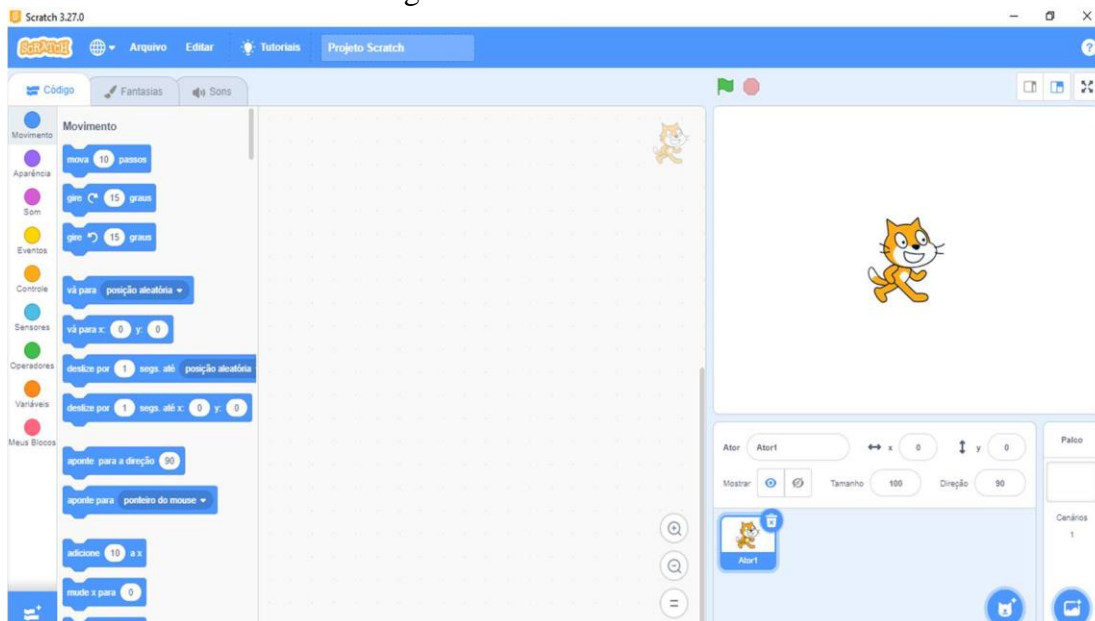 Scratch 3.27.0
SCRATCH
Arquivo
Editar
Tutoriais
Projeto Scratch
?
Código
Fantasias
Sons
Movimento
Aparência
Som
Eventos
Controle
Sensores
Operadores
Variáveis
Meus Blocos
Movimento
mova 10 passos
gire 15 graus
gire 15 graus
vá para posição aleatória
vá para x: 0 y: 0
deslize por 1 segs. até posição aleatória
deslize por 1 segs. até x: 0 y: 0
aponte para a direção 90
aponte para ponteiro do mouse
adicione 10 a x
mude x para 0
Ator Ator1 x 0 y 0
Mostrar Tamanho 100 Direção 90
Ator1
Palco
Cenários
1